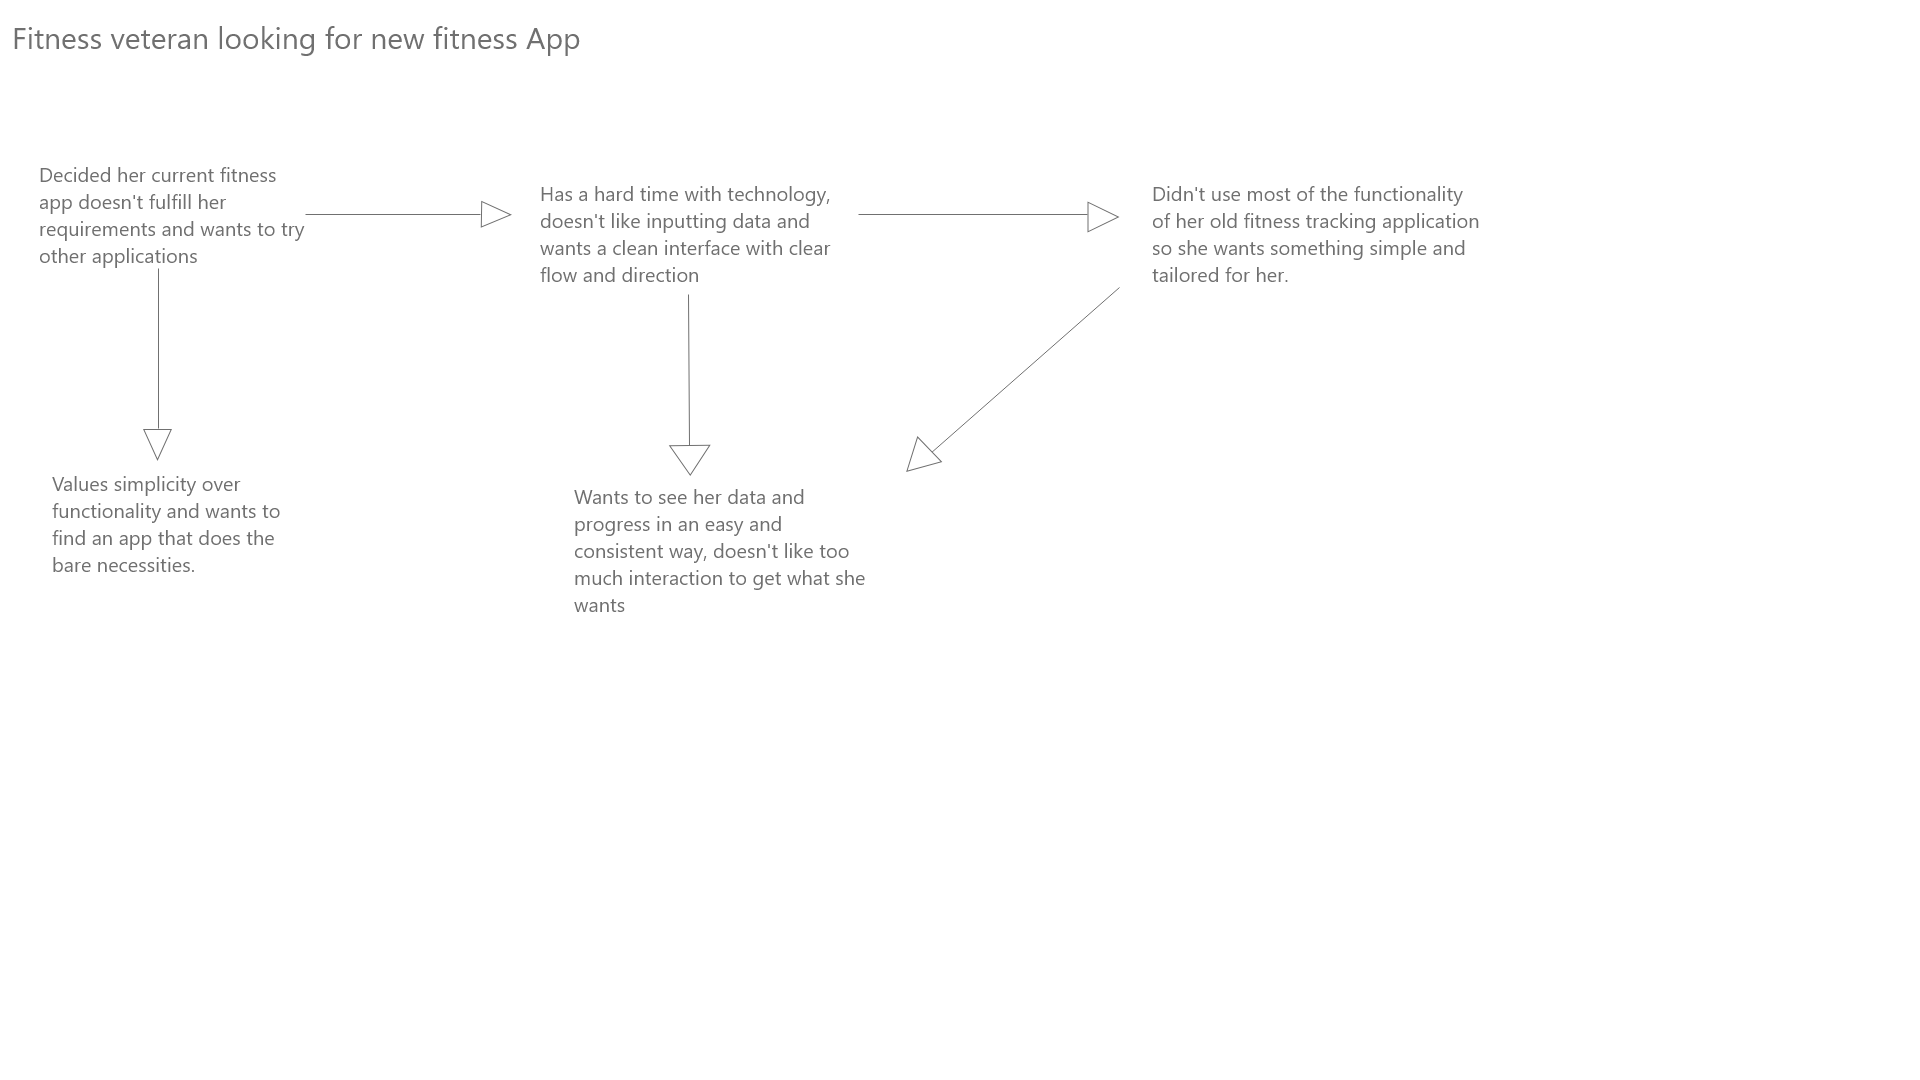 Fitness veteran looking for new fitness App
Decided her current fitness
app doesn't fulfill her
requirements and wants to try
other applications
Has a hard time with technology,
doesn't like inputting data and
wants a clean interface with clear
flow and direction
Didn't use most of the functionality
of her old fitness tracking application
so she wants something simple and
tailored for her.
Values simplicity over
functionality and wants to
find an app that does the
bare necessities.
Wants to see her data and
progress in an easy and
consistent way, doesn't like too
much interaction to get what she
wants